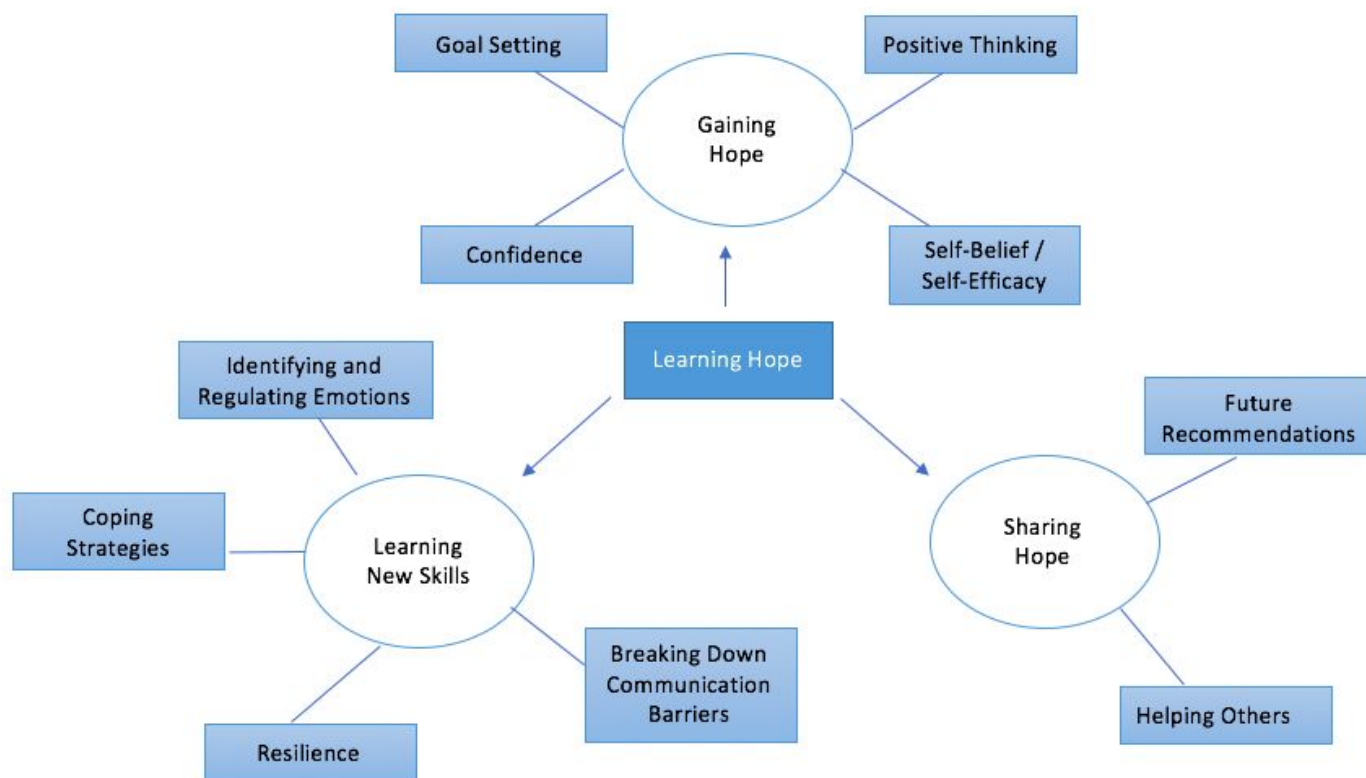 Goal Setting
Positive Thinking
Gaining
Hope
Confidence
Self-Belief /
Self-Efficacy
Learning Hope
Identifying and
Regulating Emotions
Future
Recommendations
Coping
Strategies
Learning
New Skills
Sharing
Hope
Breaking Down
Communication
Barriers
Resilience
Helping Others